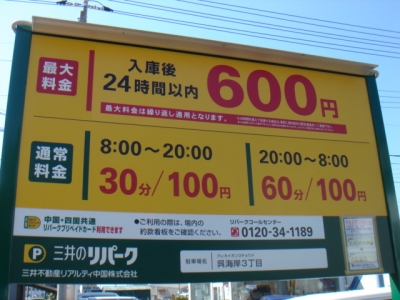 最大料金
入庫後
24時間以内
600円
最大料金は繰り返し適用となります。
通常料金
8:00～20:00
30分/100円
20:00～8:00
60分/100円
中国・四国共通
リパークプリペイドカード利用できます
●ご利用の際は、場内の
約款看板をご確認下さい。
リパークコールセンター
0120-34-1189
P 三井のリパーク
三井不動産リアルティ中国株式会社
駐車場名
呉海岸3丁目